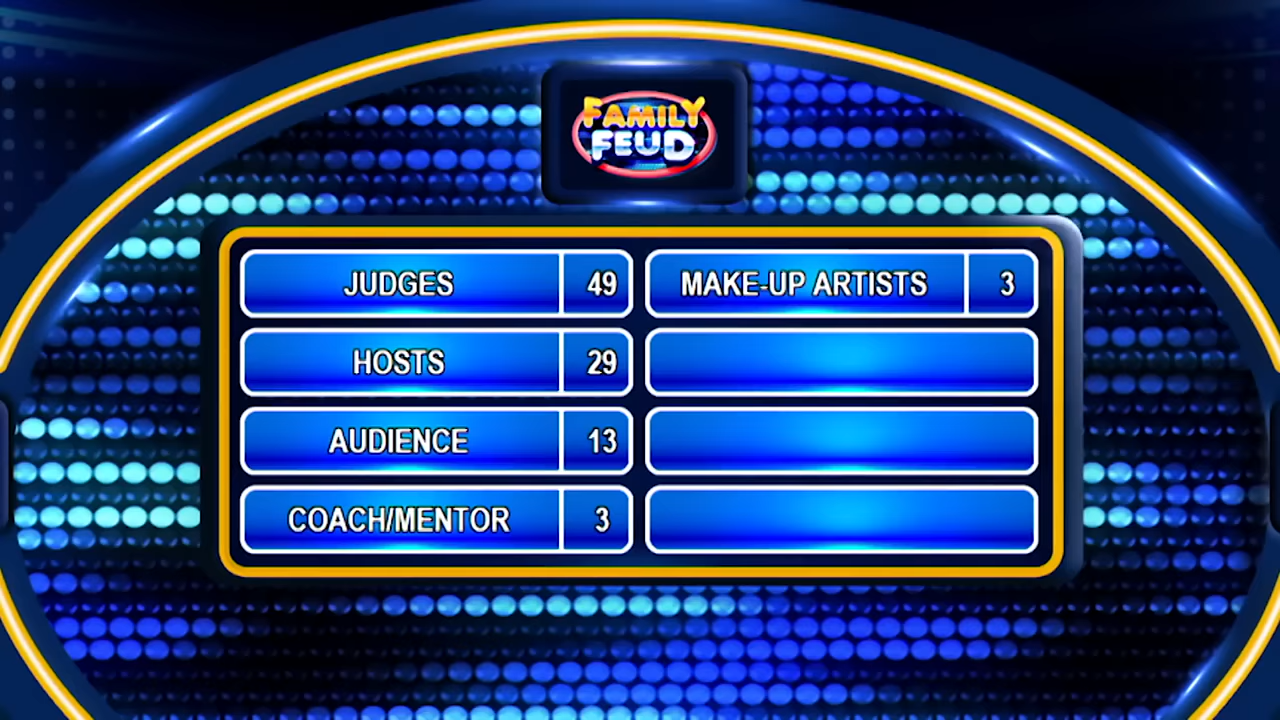 FAMILY
FEUD
JUDGES 49
HOSTS 29
AUDIENCE 13
COACH/MENTOR 3
MAKE-UP ARTISTS 3